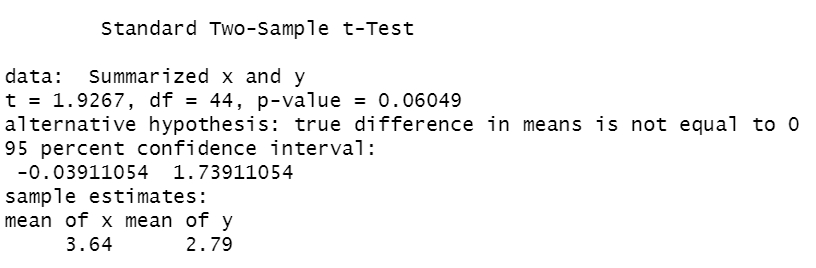 Standard Two-Sample t-Test
data:  Summarized x and y
t = 1.9267, df = 44, p-value = 0.06049
alternative hypothesis: true difference in means is not equal to 0
95 percent confidence interval:
 -0.03911054  1.73911054
sample estimates:
mean of x mean of y
     3.64      2.79